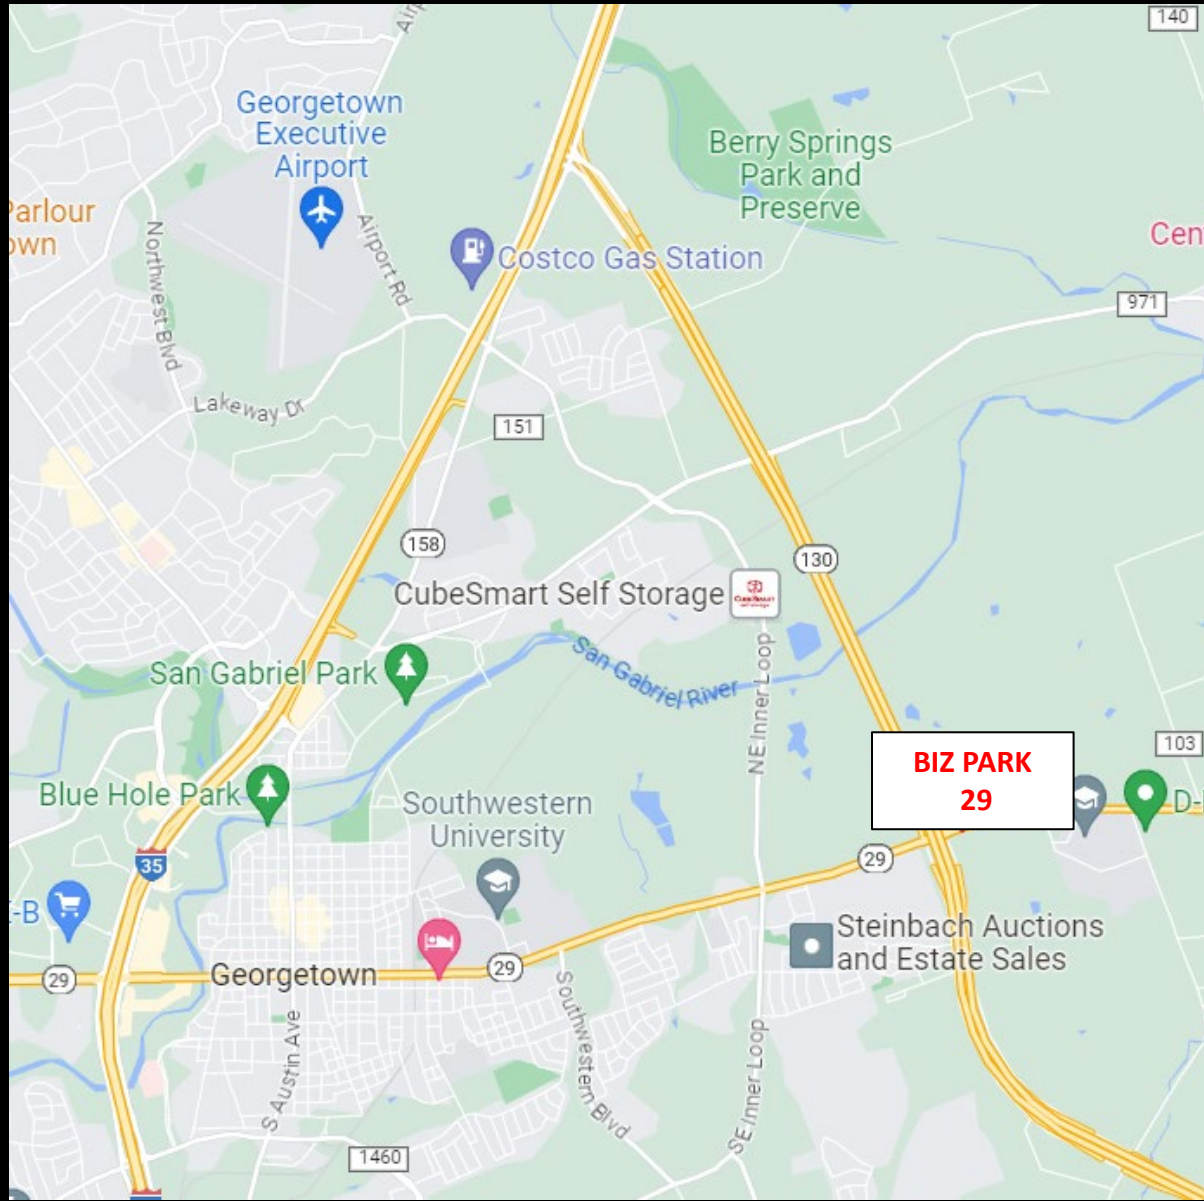 140
Georgetown
Executive
Airport
Berry Springs
Park and
Preserve
Parlour
own
Northwest Blvd
Airport Rd
Costco Gas Station
Cen
971
Lakeway Dr
151
158
130
CubeSmart Self Storage
San Gabriel Park
San Gabriel River
NE Inner Loop
BIZ PARK
29
103
Blue Hole Park
Southwestern
University
D-
35
29
-B
Steinbach Auctions
and Estate Sales
29
Georgetown
29
S Austin Ave
Southwestern Blvd
SE Inner Loop
1460